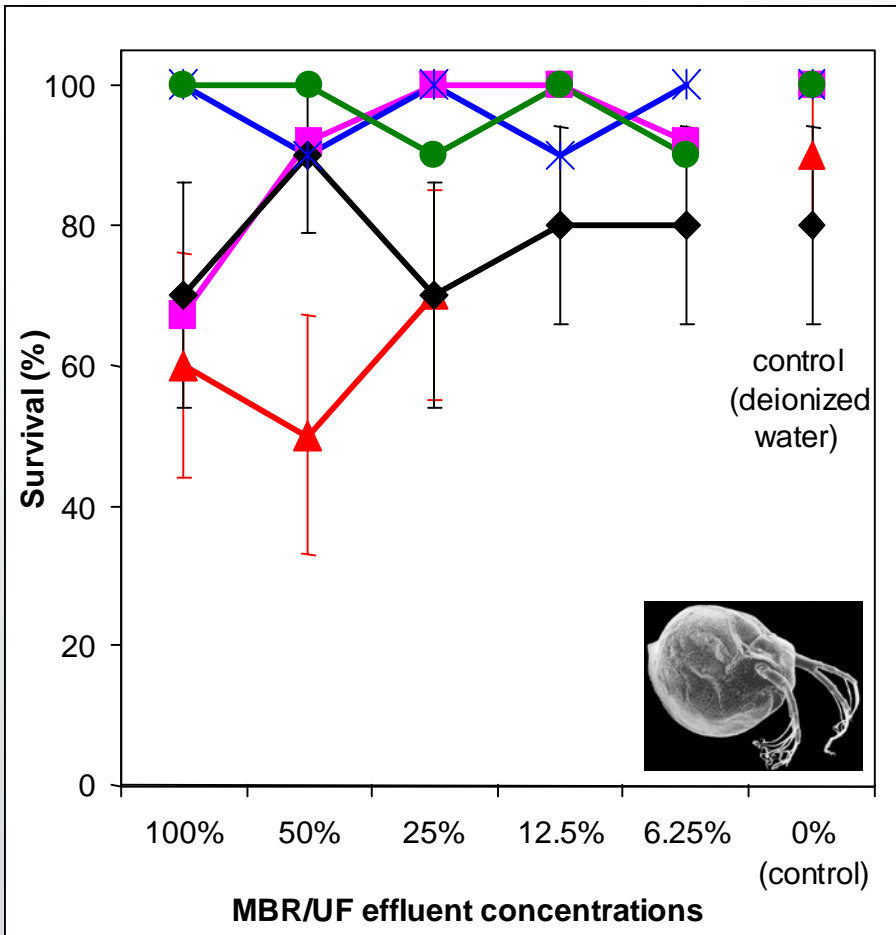 100
80
60
40
20
0
Survival (%)
control
(deionized
water)
100%
50%
25%
12.5%
6.25%
0%
(control)
MBR/UF effluent concentrations